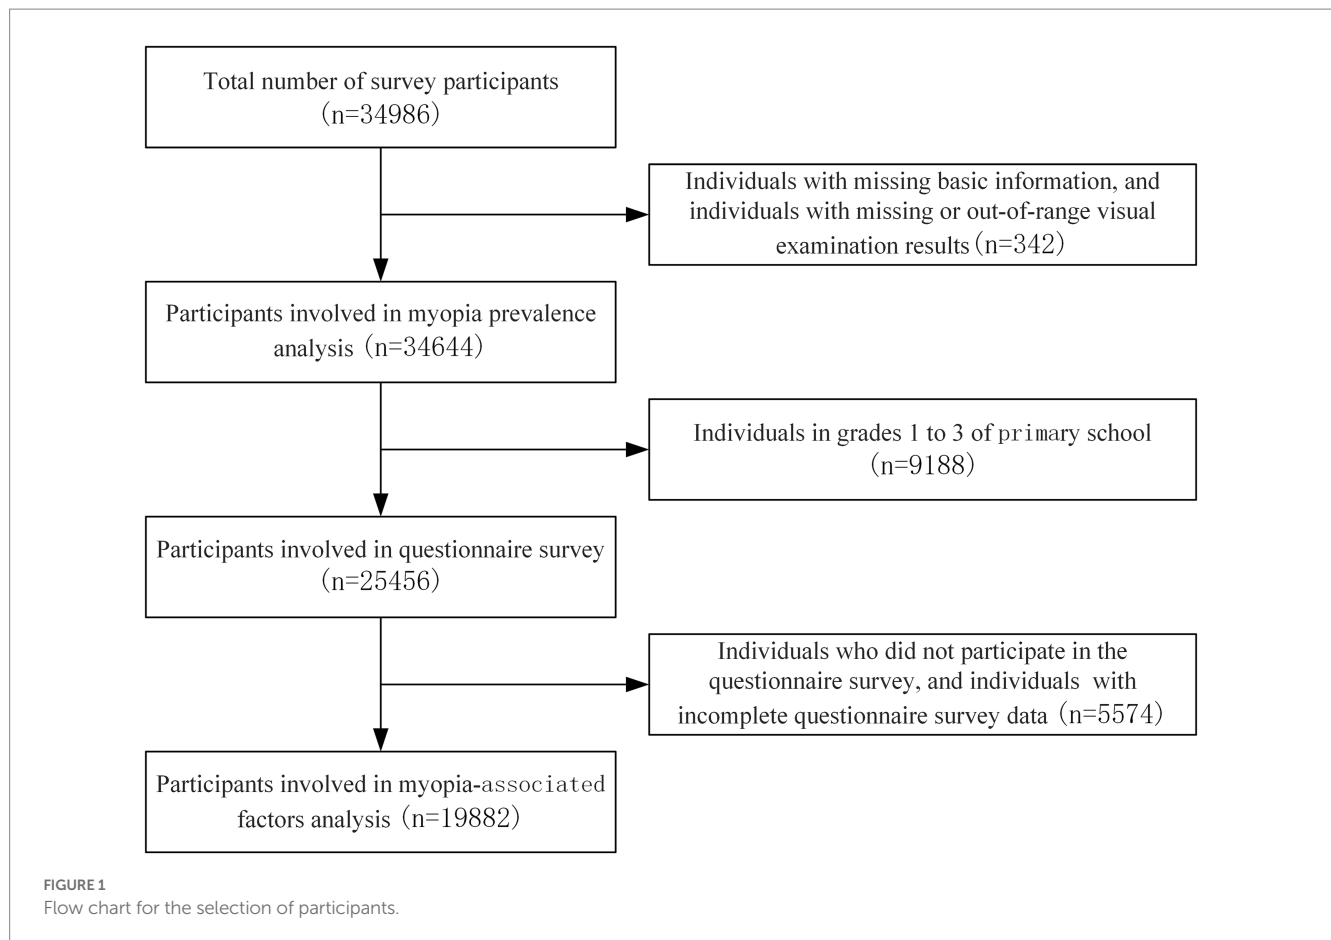 Total number of survey participants
(n=34986)
Individuals with missing basic information, and
individuals with missing or out-of-range visual
examination results (n=342)
Participants involved in myopia prevalence
analysis (n=34644)
Individuals in grades 1 to 3 of primary school
(n=9188)
Participants involved in questionnaire survey
(n=25456)
Individuals who did not participate in the
questionnaire survey, and individuals with
incomplete questionnaire survey data (n=5574)
Participants involved in myopia-associated
factors analysis (n=19882)
FIGURE 1
Flow chart for the selection of participants.